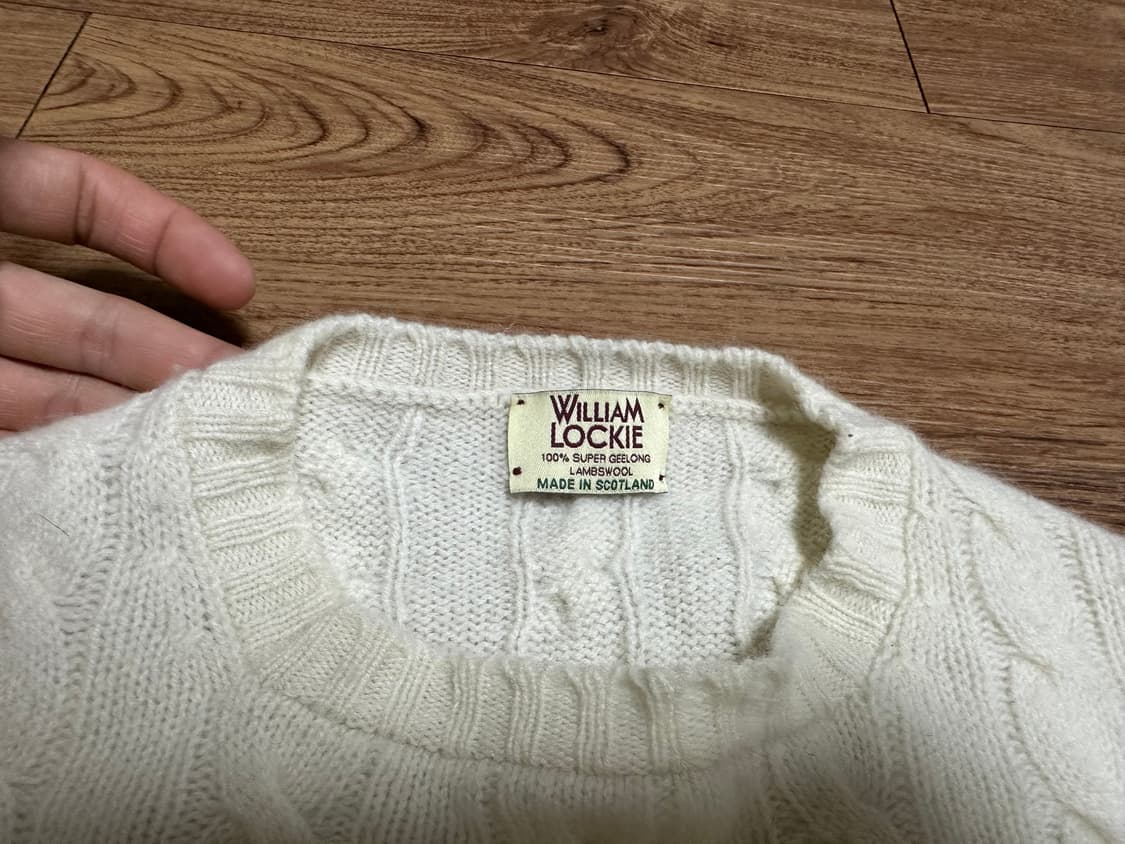 WILLIAM
LOCKIE
100% SUPER GEELONG
LAMBSWOOL
MADE IN SCOTLAND